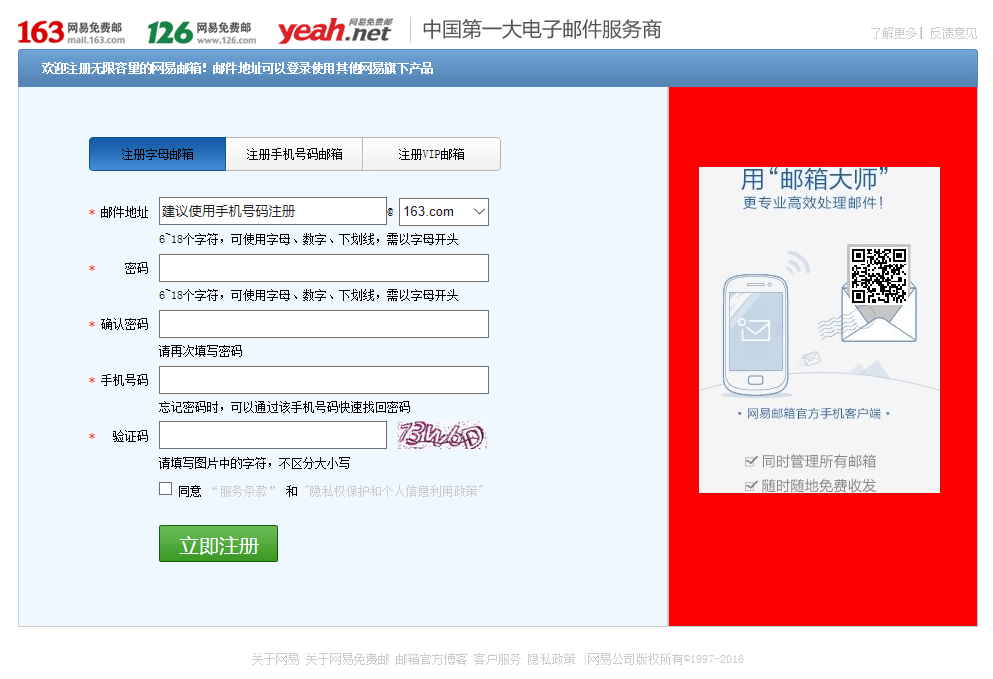 163 网易免费邮 mail.163.com 126 网易免费邮 www.126.com yeah.net 网易免费邮 中国第一大电子邮件服务商
了解更多 | 反馈意见
欢迎注册无限容量的网易邮箱！邮件地址可以登录使用其他网易旗下产品
注册字母邮箱 注册手机号码邮箱 注册VIP邮箱
* 邮件地址 建议使用手机号码注册 @ 163.com
6~18个字符，可使用字母、数字、下划线，需以字母开头
* 密码
6~18个字符，可使用字母、数字、下划线，需以字母开头
* 确认密码
请再次填写密码
* 手机号码
忘记密码时，可以通过该手机号码快速找回密码
* 验证码
请填写图片中的字符，不区分大小写
同意 “服务条款” 和 “隐私权保护和个人信息利用政策”
立即注册
用“邮箱大师”
更专业高效处理邮件！
• 网易邮箱官方手机客户端 •
同时管理所有邮箱
随时随地免费收发
关于网易 关于网易免费邮 邮箱官方博客 客户服务 隐私政策 |网易公司版权所有©1997-2016